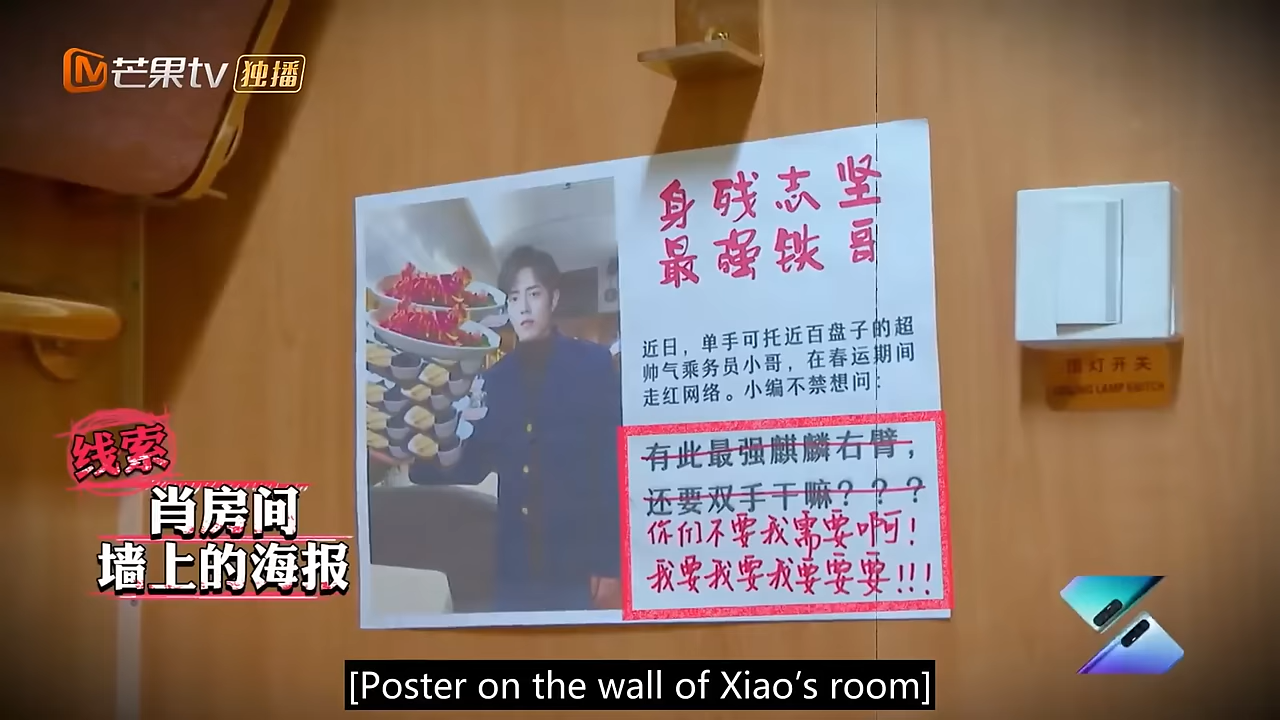 芒果tv 独播
身残志坚
最强铁哥
近日，单手可托近百盘子的超
帅气乘务员小哥，在春运期间
走红网络。小编不禁想问：
有此最强麒麟右臂，
还要双手干嘛？？？
你们不要我需要啊！
我要我要我要要要!!!
灯开关
LAMP SWITCH
线索
肖房间
墙上的海报
[Poster on the wall of Xiao’s room]